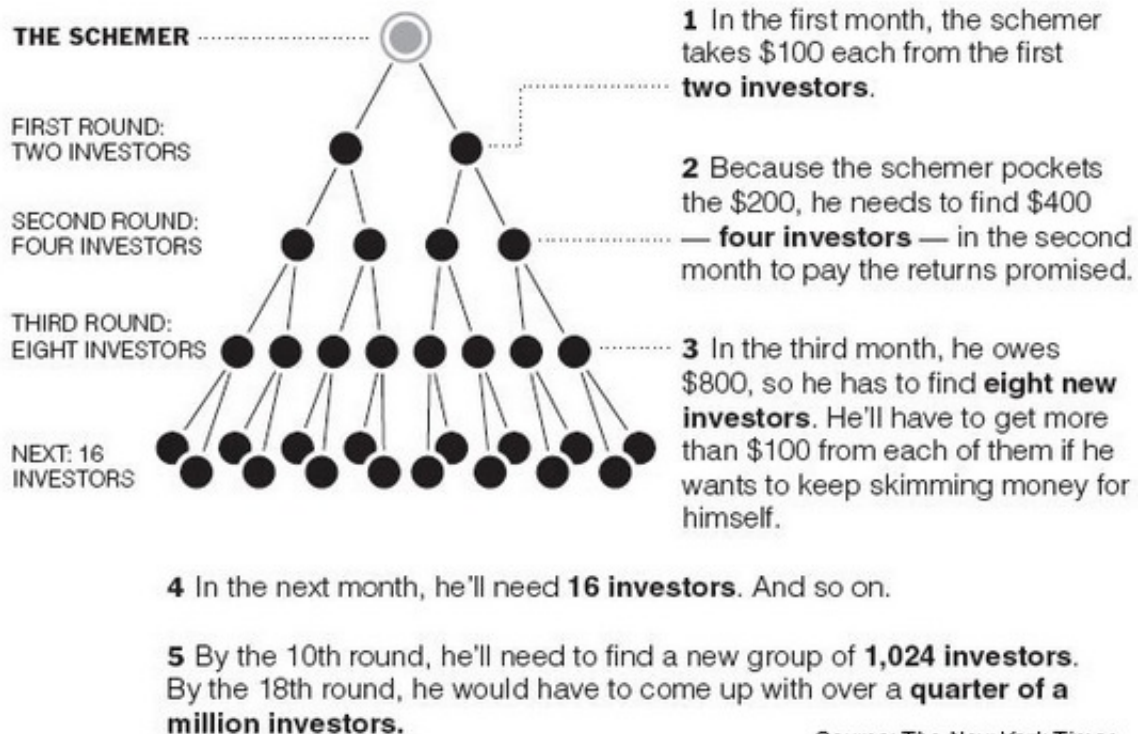 THE SCHEMER
FIRST ROUND:
TWO INVESTORS
SECOND ROUND:
FOUR INVESTORS
THIRD ROUND:
EIGHT INVESTORS
NEXT: 16
INVESTORS
1 In the first month, the schemer
takes $100 each from the first
two investors.
2 Because the schemer pockets
the $200, he needs to find $400
— four investors — in the second
month to pay the returns promised.
3 In the third month, he owes
$800, so he has to find eight new
investors. He'll have to get more
than $100 from each of them if he
wants to keep skimming money for
himself.
4 In the next month, he'll need 16 investors. And so on.
5 By the 10th round, he'll need to find a new group of 1,024 investors.
By the 18th round, he would have to come up with over a quarter of a
million investors.
Source: The New York Times